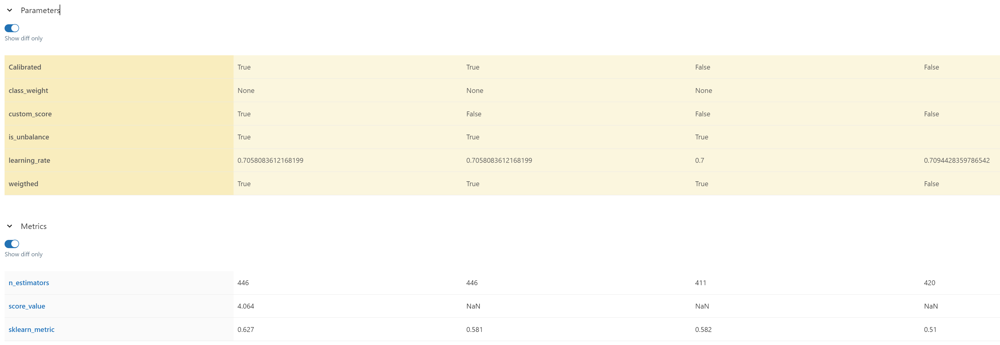 Parameters
Show diff only
Calibrated True True False False
class_weight None None None
custom_score True False False False
is_unbalance True True True
learning_rate 0.7058083612168199 0.7058083612168199 0.7 0.7094428359786542
weigthed True True True False
Metrics
Show diff only
n_estimators 446 446 411 420
score_value 4.064 NaN NaN NaN
sklearn_metric 0.627 0.581 0.582 0.51